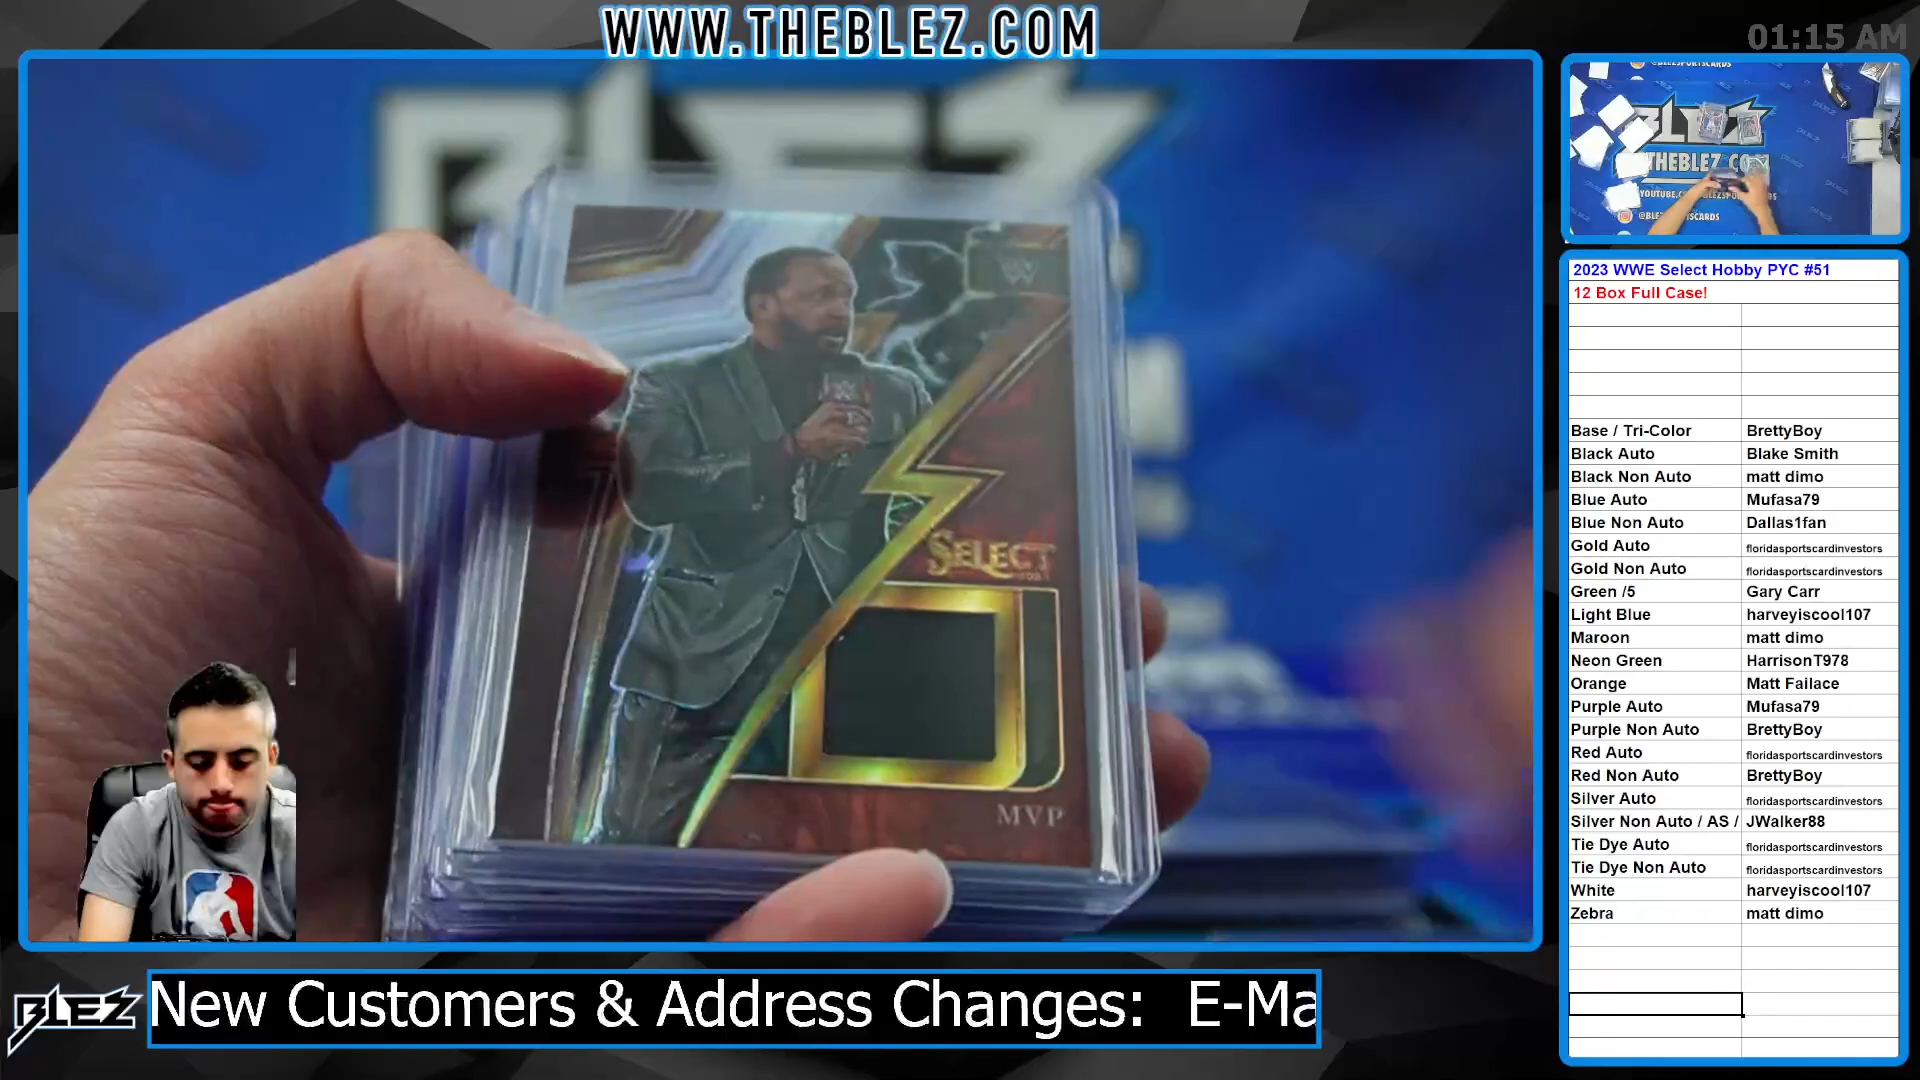 WWW.THEBLEZ.COM
01:15 AM
BLEZ
SELECT
MVP
@BLEZSPORTSCARDS
BLEZ
THEBLEZ.COM
2023 WWE Select Hobby PYC #51
12 Box Full Case!
Base / Tri-Color BrettyBoy
Black Auto Blake Smith
Black Non Auto matt dimo
Blue Auto Mufasa79
Blue Non Auto Dallas1fan
Gold Auto floridasportscardinvestors
Gold Non Auto floridasportscardinvestors
Green /5 Gary Carr
Light Blue harveyiscool107
Maroon matt dimo
Neon Green HarrisonT978
Orange Matt Failace
Purple Auto Mufasa79
Purple Non Auto BrettyBoy
Red Auto floridasportscardinvestors
Red Non Auto BrettyBoy
Silver Auto floridasportscardinvestors
Silver Non Auto / AS / JWalker88
Tie Dye Auto floridasportscardinvestors
Tie Dye Non Auto floridasportscardinvestors
White harveyiscool107
Zebra matt dimo
BLEZ
New Customers & Address Changes: E-Ma